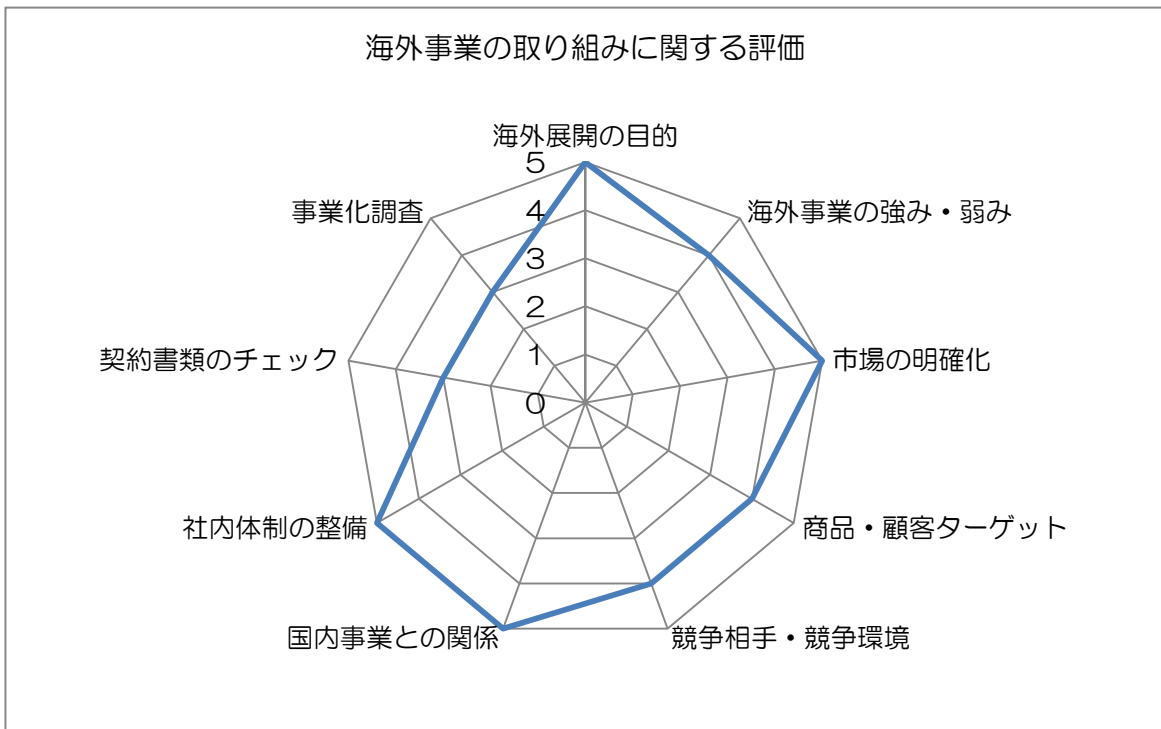 海外事業の取り組みに関する評価
海外展開の目的
5
4
3
2
1
0
海外事業の強み・弱み
市場の明確化
商品・顧客ターゲット
競争相手・競争環境
国内事業との関係
社内体制の整備
契約書類のチェック
事業化調査